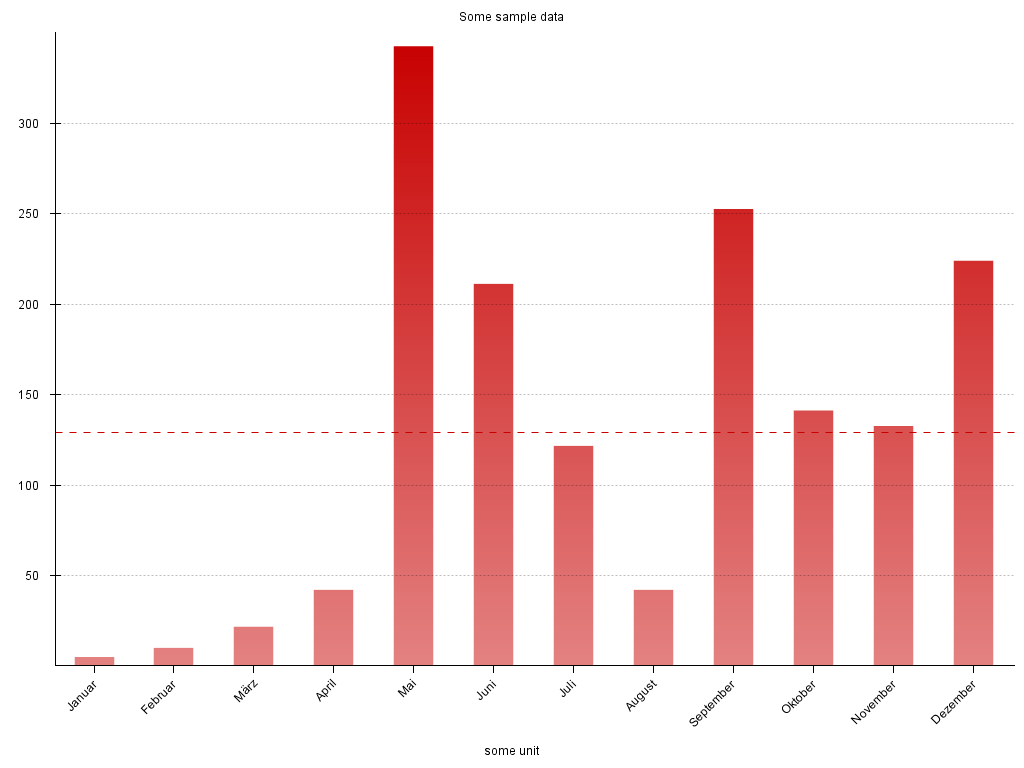 Some sample data
300
250
200
150
100
50
Januar
Februar
März
April
Mai
Juni
Juli
August
September
Oktober
November
Dezember
some unit